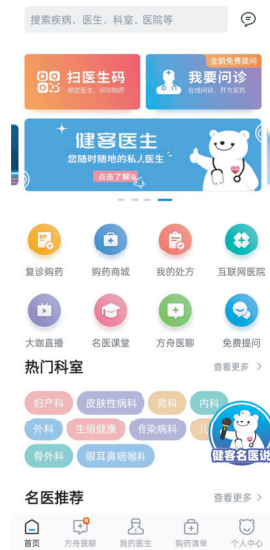 搜索疾病、医生、科室、医院等
全新免费提问
扫医生码
绑定医生、问诊购药
我要问诊
在线问诊、开方买药
健客医生
您随时随地的私人医生
点击了解
复诊购药 购药商城 我的处方 互联网医院
大咖直播 名医课堂 方舟医聊 免费提问
热门科室 查看更多 >
妇产科 皮肤性病科 男科 内科
外科 生殖健康 传染病科 儿
骨外科 眼耳鼻咽喉科
健客名医说
名医推荐 查看更多 >
首页 方舟医聊 我的医生 购药清单 个人中心